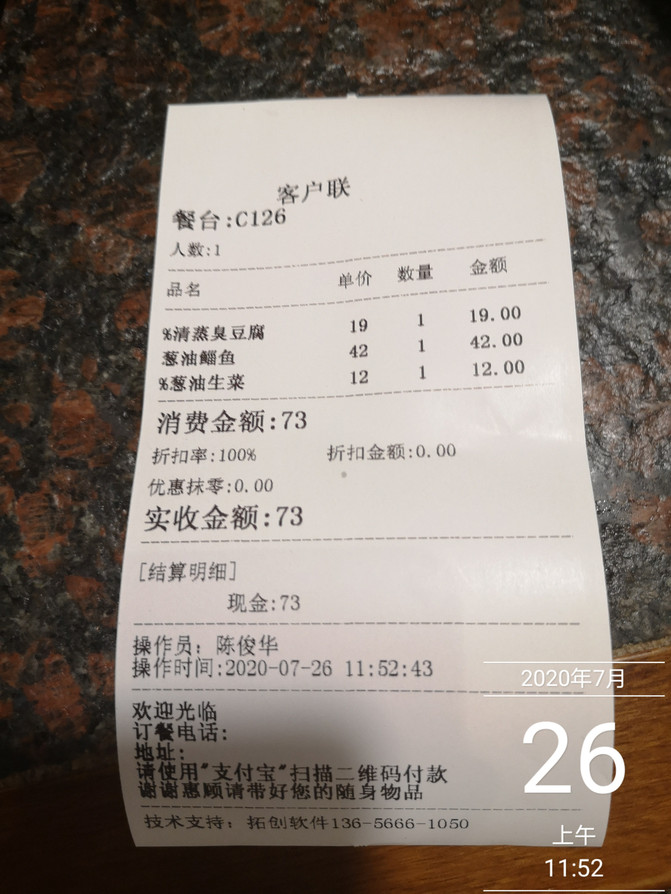 客户联
餐台:C126
人数:1
品名 单价 数量 金额
%清蒸臭豆腐 19 1 19.00
葱油鲻鱼 42 1 42.00
%葱油生菜 12 1 12.00
消费金额:73
折扣率:100% 折扣金额:0.00
优惠抹零:0.00
实收金额:73
[结算明细]
现金:73
操作员: 陈俊华
操作时间:2020-07-26 11:52:43
欢迎光临
订餐电话:
地址:
请使用"支付宝"扫描二维码付款
谢谢惠顾请带好您的随身物品
技术支持: 拓创软件136-5666-1050
2020年7月
26
上午
11:52